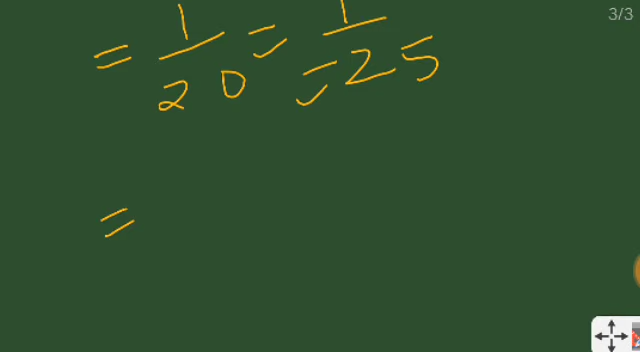 3/3
= 1/20 = 1/=25
=